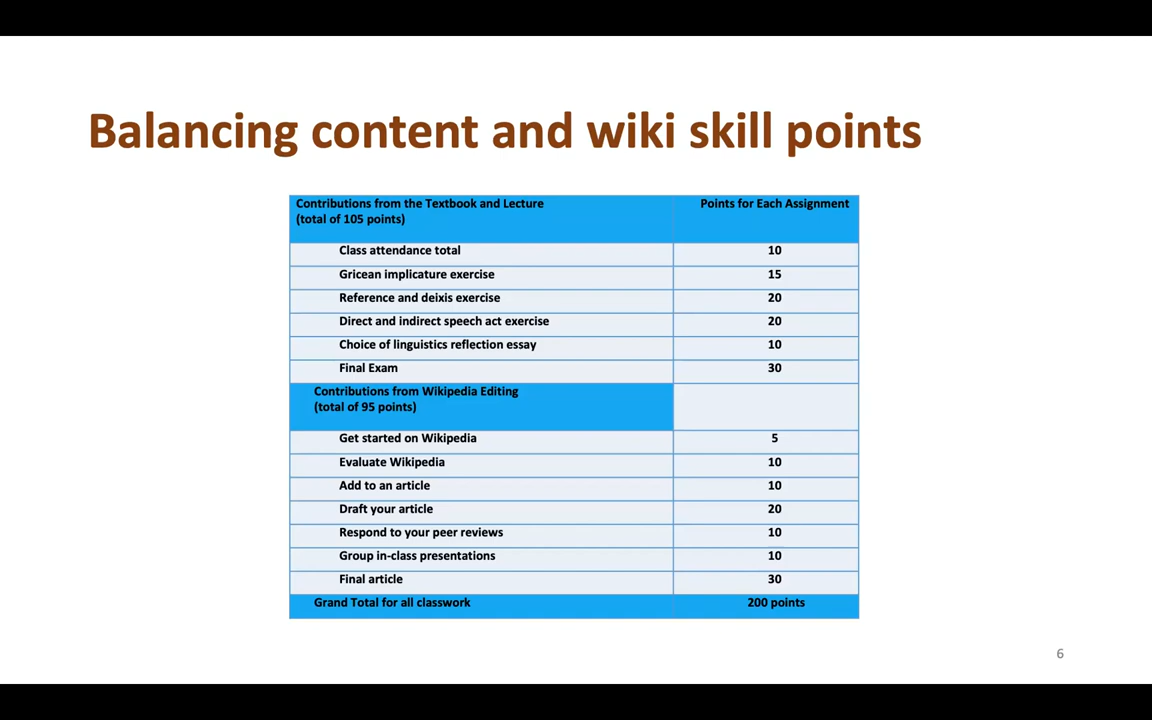 Balancing content and wiki skill points
Contributions from the Textbook and Lecture
(total of 105 points)
Points for Each Assignment
Class attendance total 10
Gricean implicature exercise 15
Reference and deixis exercise 20
Direct and indirect speech act exercise 20
Choice of linguistics reflection essay 10
Final Exam 30
Contributions from Wikipedia Editing
(total of 95 points)
Get started on Wikipedia 5
Evaluate Wikipedia 10
Add to an article 10
Draft your article 20
Respond to your peer reviews 10
Group in-class presentations 10
Final article 30
Grand Total for all classwork 200 points
6